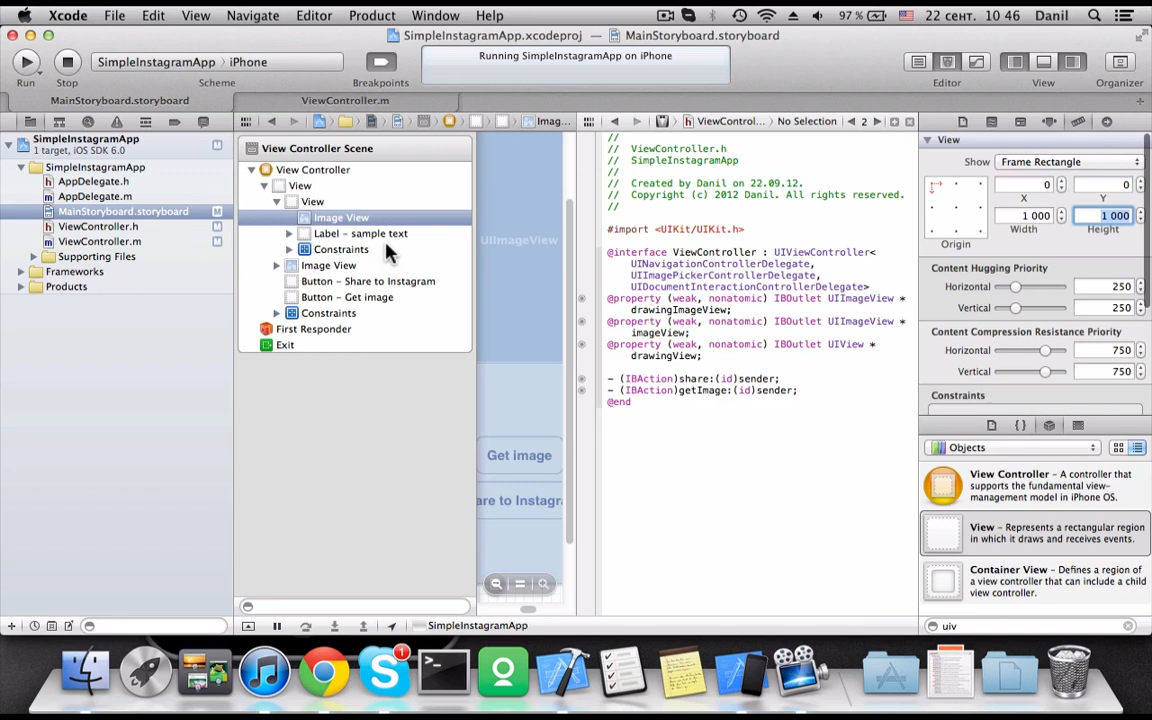 Xcode File Edit View Navigate Editor Product Window Help 97 % 22 сент. 10 46 Danil
SimpleInstagramApp.xcodeproj — MainStoryboard.storyboard
SimpleInstagramApp › iPhone
Running SimpleInstagramApp on iPhone
Run Stop Scheme Breakpoints Editor View Organizer
MainStoryboard.storyboard ViewController.m
Imag... ViewControl... No Selection 2
SimpleInstagramApp
1 target, iOS SDK 6.0
M
SimpleInstagramApp
AppDelegate.h
AppDelegate.m
MainStoryboard.storyboard M
ViewController.h M
ViewController.m M
Supporting Files
Frameworks
Products
View Controller Scene
View Controller
View
View
Image View
Label – sample text
Constraints
Image View
Button – Share to Instagram
Button – Get image
Constraints
First Responder
Exit
UIImageView
Get image
are to Instagra
//
// ViewController.h
// SimpleInstagramApp
//
// Created by Danil on 22.09.12.
// Copyright (c) 2012 Danil. All rights reserved.
//
#import <UIKit/UIKit.h>
@interface ViewController : UIViewController<
UINavigationControllerDelegate,
UIImagePickerControllerDelegate,
UIDocumentInteractionControllerDelegate>
@property (weak, nonatomic) IBOutlet UIImageView *
drawingImageView;
@property (weak, nonatomic) IBOutlet UIImageView *
imageView;
@property (weak, nonatomic) IBOutlet UIView *
drawingView;
- (IBAction)share:(id)sender;
- (IBAction)getImage:(id)sender;
@end
View
Show Frame Rectangle
0 0
X Y
1 000 1 000
Origin Width Height
Content Hugging Priority
Horizontal 250
Vertical 250
Content Compression Resistance Priority
Horizontal 750
Vertical 750
Constraints
Objects
View Controller – A controller that
supports the fundamental view-
management model in iPhone OS.
View – Represents a rectangular region
in which it draws and receives events.
Container View – Defines a region of
a view controller that can include a child
view controller.
SimpleInstagramApp
uiv
1